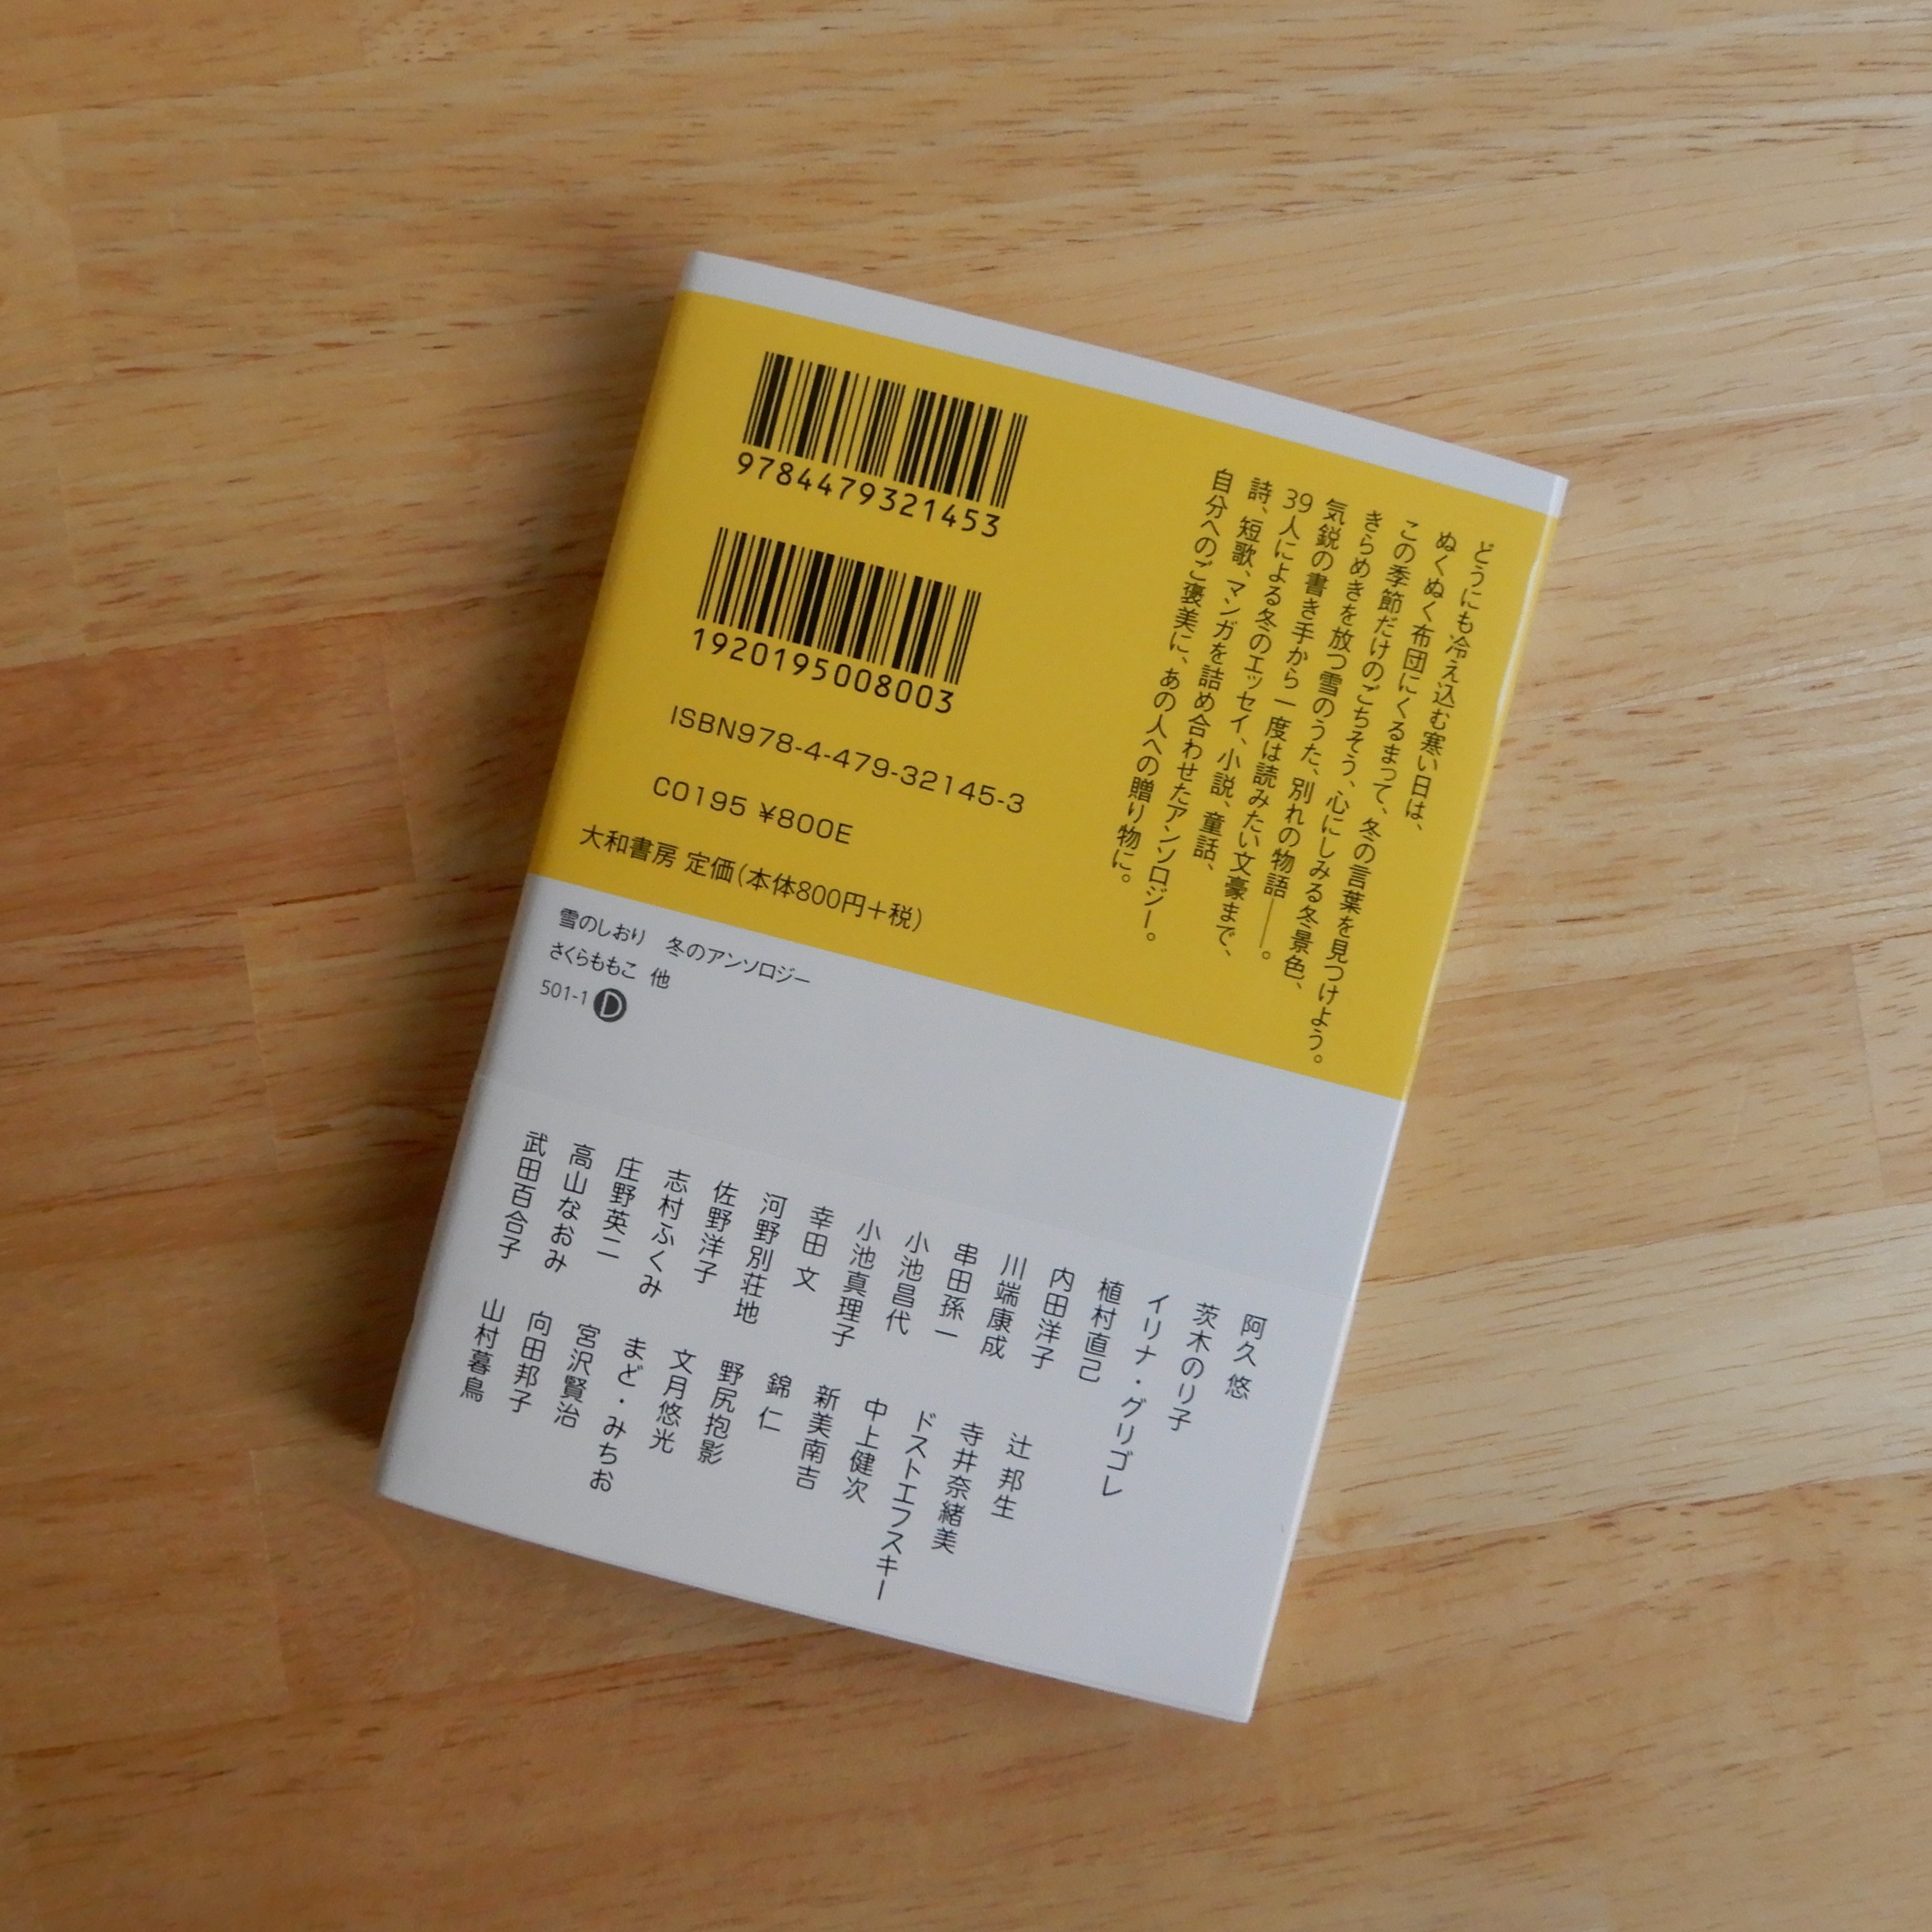 どうにも冷え込む寒い日は、
ぬくぬく布団にくるまって、冬の言葉を見つけよう。
この季節だけのごちそう、心にしみる冬景色、
きらめきを放つ雪のうた、別れの物語――。
気鋭の書き手から一度は読みたい文豪まで、
39人による冬のエッセイ、小説、童話、
詩、短歌、マンガを詰め合わせたアンソロジー。
自分へのご褒美に、あの人への贈り物に。
9784479321453
1920195008003
ISBN978-4-479-32145-3
C0195 ¥800E
大和書房 定価(本体800円+税)
雪のしおり 冬のアンソロジー
さくらももこ 他
501-1 D
阿久 悠
茨木のり子
イリナ・グリゴレ
植村直己
内田洋子
川端康成
串田孫一
小池昌代
小池真理子
幸田 文
河野別荘地
佐野洋子
志村ふくみ
庄野英二
高山なおみ
武田百合子
辻 邦生
寺井奈緒美
ドストエフスキー
中上健次
新美南吉
錦 仁
野尻抱影
文月悠光
まど・みちお
宮沢賢治
向田邦子
山村暮鳥